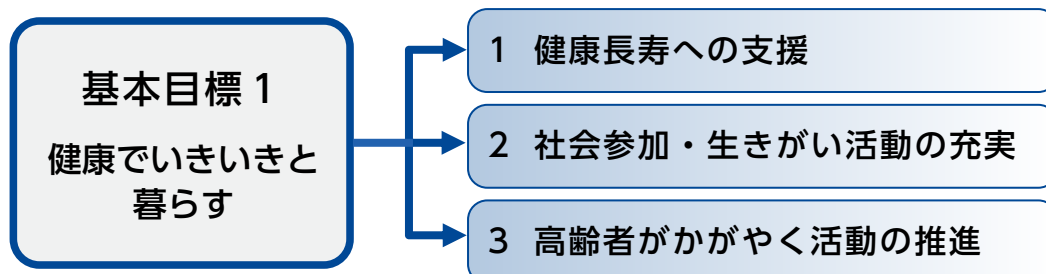 基本目標 1
健康でいきいきと
暮らす
1 健康長寿への支援
2 社会参加・生きがい活動の充実
3 高齢者がかがやく活動の推進